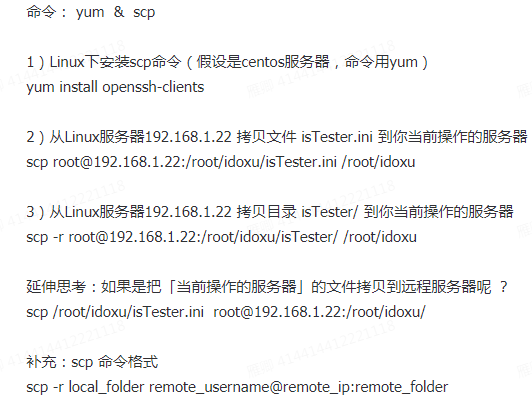 命令： yum  &  scp
1）Linux下安装scp命令（假设是centos服务器，命令用yum）
yum install openssh-clients
2）从Linux服务器192.168.1.22 拷贝文件 isTester.ini 到你当前操作的服务器
scp root@192.168.1.22:/root/idoxu/isTester.ini /root/idoxu
3）从Linux服务器192.168.1.22 拷贝目录 isTester/ 到你当前操作的服务器
scp -r root@192.168.1.22:/root/idoxu/isTester/ /root/idoxu
延伸思考：如果是把「当前操作的服务器」的文件拷贝到远程服务器呢 ？
scp /root/idoxu/isTester.ini  root@192.168.1.22:/root/idoxu/
补充：scp 命令格式
scp -r local_folder remote_username@remote_ip:remote_folder